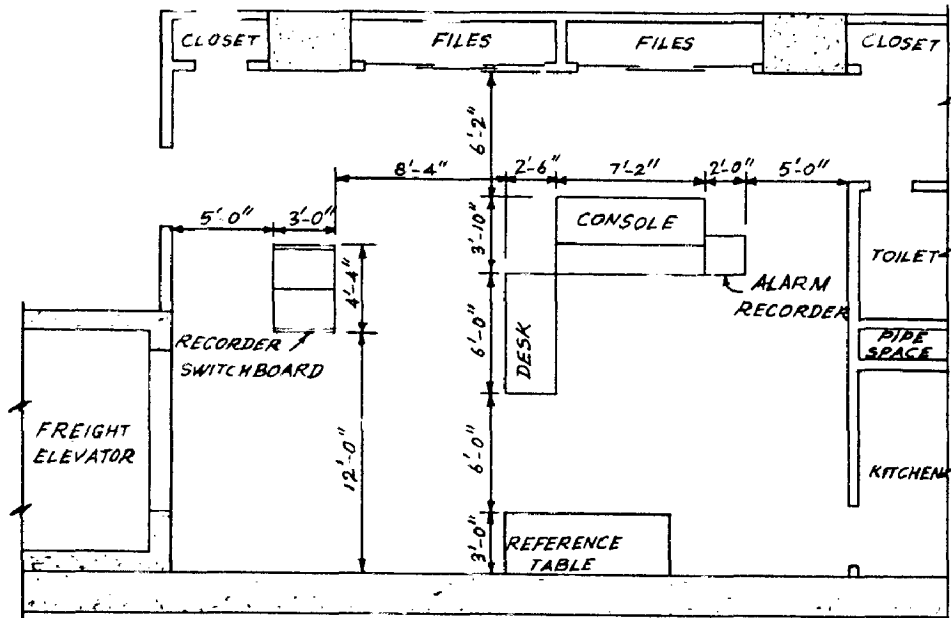 CLOSET
FILES
FILES
CLOSET
6'-2"
8'-4"
2'-6"
7'-2"
2'-0"
5'-0"
5'-0"
3'-0"
CONSOLE
3'-10"
TOILET
4'-4"
ALARM
RECORDER
RECORDER
SWITCHBOARD
6'-0"
DESK
PIPE
SPACE
FREIGHT
ELEVATOR
12'-0"
6'-0"
KITCHEN
3'-0"
REFERENCE
TABLE